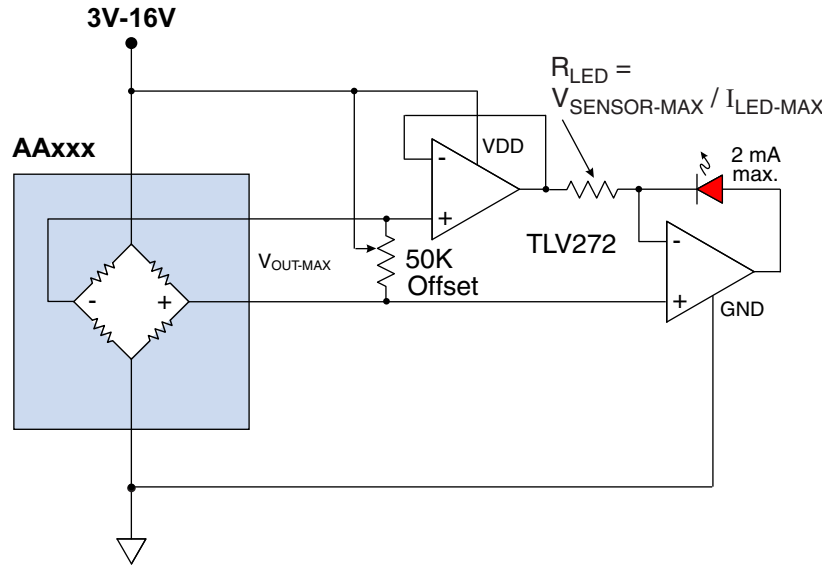 3V-16V
R_LED =
V_SENSOR-MAX / I_LED-MAX
AAxxx
VDD
2 mA
max.
-
+
TLV272
V_OUT-MAX
50K
Offset
-
+
-
+
GND